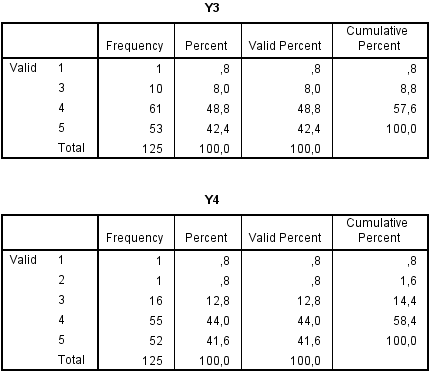 Y3
Frequency Percent Valid Percent Cumulative Percent
Valid 1 1 ,8 ,8 ,8
3 10 8,0 8,0 8,8
4 61 48,8 48,8 57,6
5 53 42,4 42,4 100,0
Total 125 100,0 100,0
Y4
Frequency Percent Valid Percent Cumulative Percent
Valid 1 1 ,8 ,8 ,8
2 1 ,8 ,8 1,6
3 16 12,8 12,8 14,4
4 55 44,0 44,0 58,4
5 52 41,6 41,6 100,0
Total 125 100,0 100,0